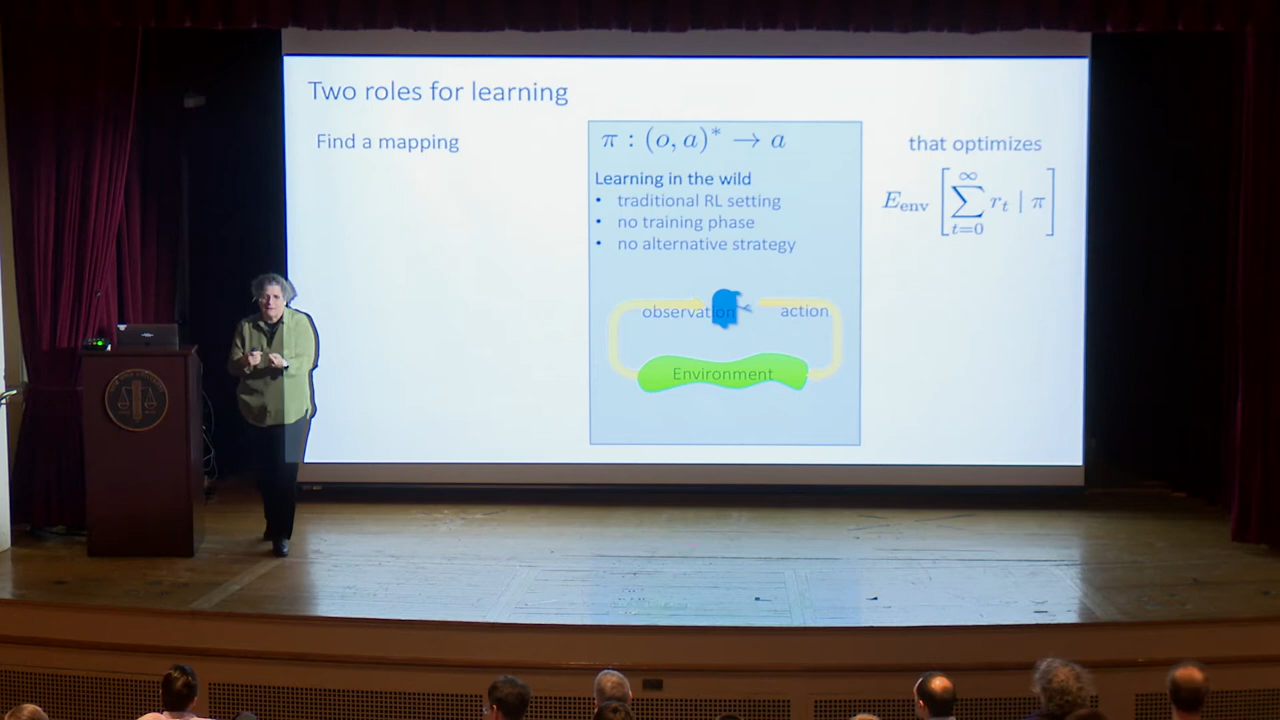 Two roles for learning
Find a mapping
π : (o, a)* → a
that optimizes
E_env [ ∑_{t=0}^{∞} r_t | π ]
Learning in the wild
• traditional RL setting
• no training phase
• no alternative strategy
observation
action
Environment